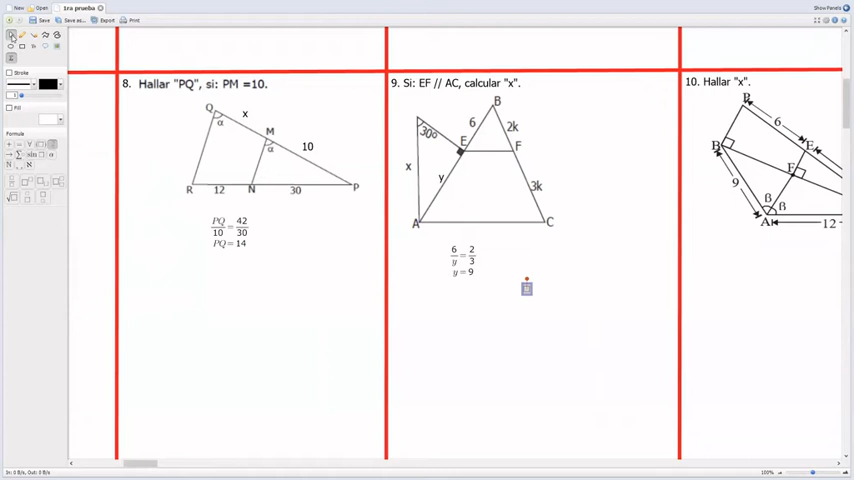 New Open 1ra prueba Show Panels
Save Save as... Export Print
8. Hallar "PQ", si: PM =10.
9. Si: EF // AC, calcular "x".
10. Hallar "x".
Stroke
1
Fill
Formula
Q x α M α 10 R 12 N 30 P
PQ/10 = 42/30
PQ = 14
B 6 2k 30º E F x y 3k A C
6/y = 2/3
y = 9
P 6 B E F 9 β β A 12
In: 0 B/s, Out: 0 B/s 100%